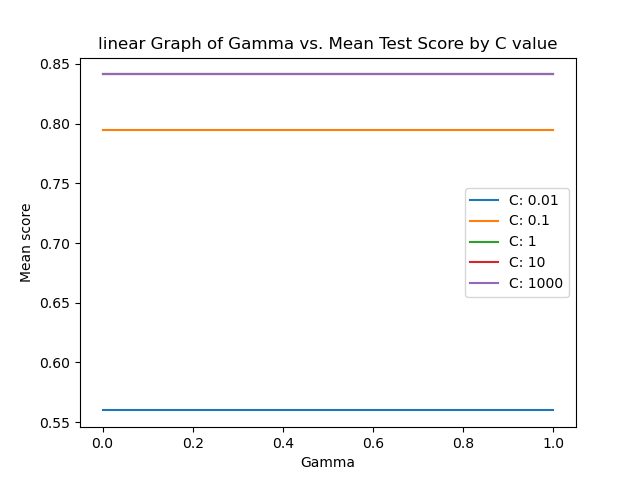 linear Graph of Gamma vs. Mean Test Score by C value
0.85
0.80
0.75
0.70
0.65
0.60
0.55
Mean score
C: 0.01
C: 0.1
C: 1
C: 10
C: 1000
0.0 0.2 0.4 0.6 0.8 1.0
Gamma